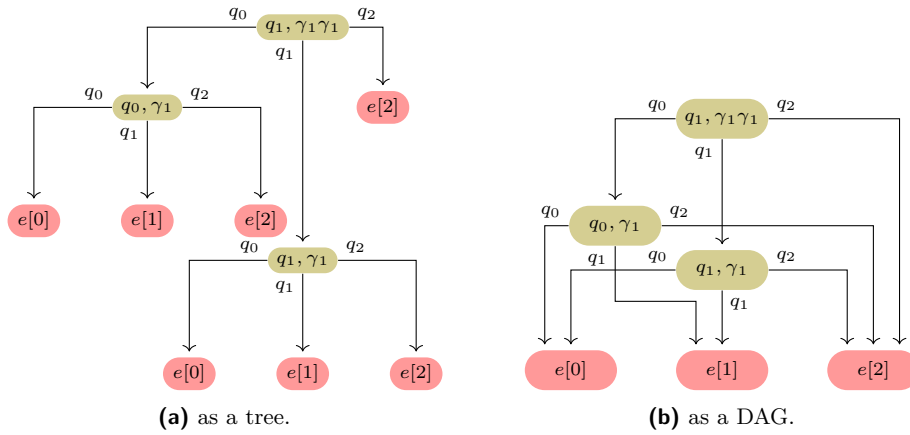 q₀ q₁, γ₁γ₁ q₂
q₁
q₀ q₀, γ₁ q₂
q₁
e[2]
e[0] e[1] e[2]
q₀ q₁, γ₁ q₂
q₁
e[0] e[1] e[2]
(a) as a tree.
q₀ q₁, γ₁γ₁ q₂
q₁
q₀ q₀, γ₁ q₂
q₁ q₀ q₁, γ₁ q₂
q₁
e[0] e[1] e[2]
(b) as a DAG.